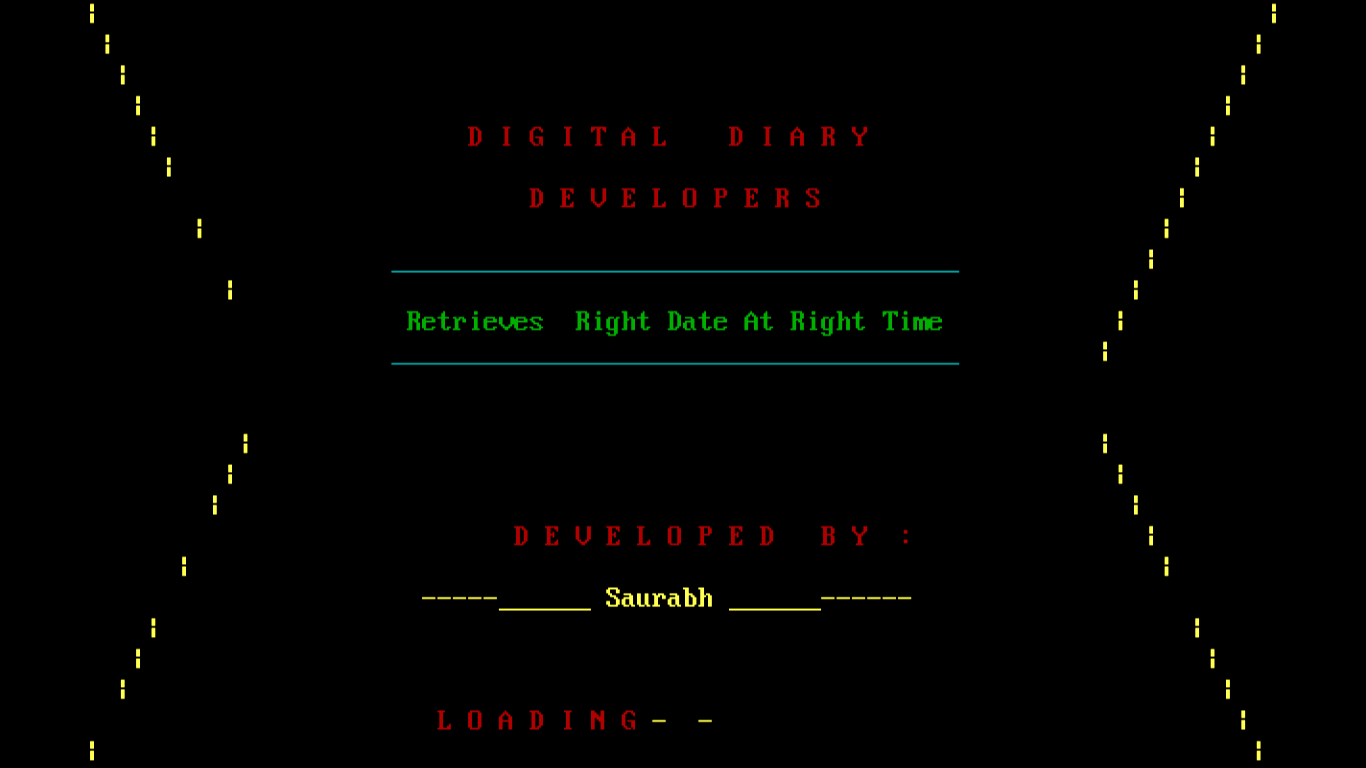 D I G I T A L   D I A R Y
D E V E L O P E R S
Retrieves  Right Date At Right Time
D E V E L O P E D   B Y :
-----______ Saurabh ______------
L O A D I N G -  -